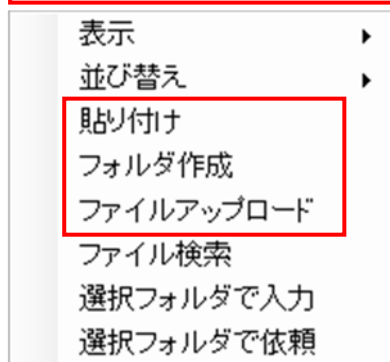 表示
並び替え
貼り付け
フォルダ作成
ファイルアップロード
ファイル検索
選択フォルダで入力
選択フォルダで依頼